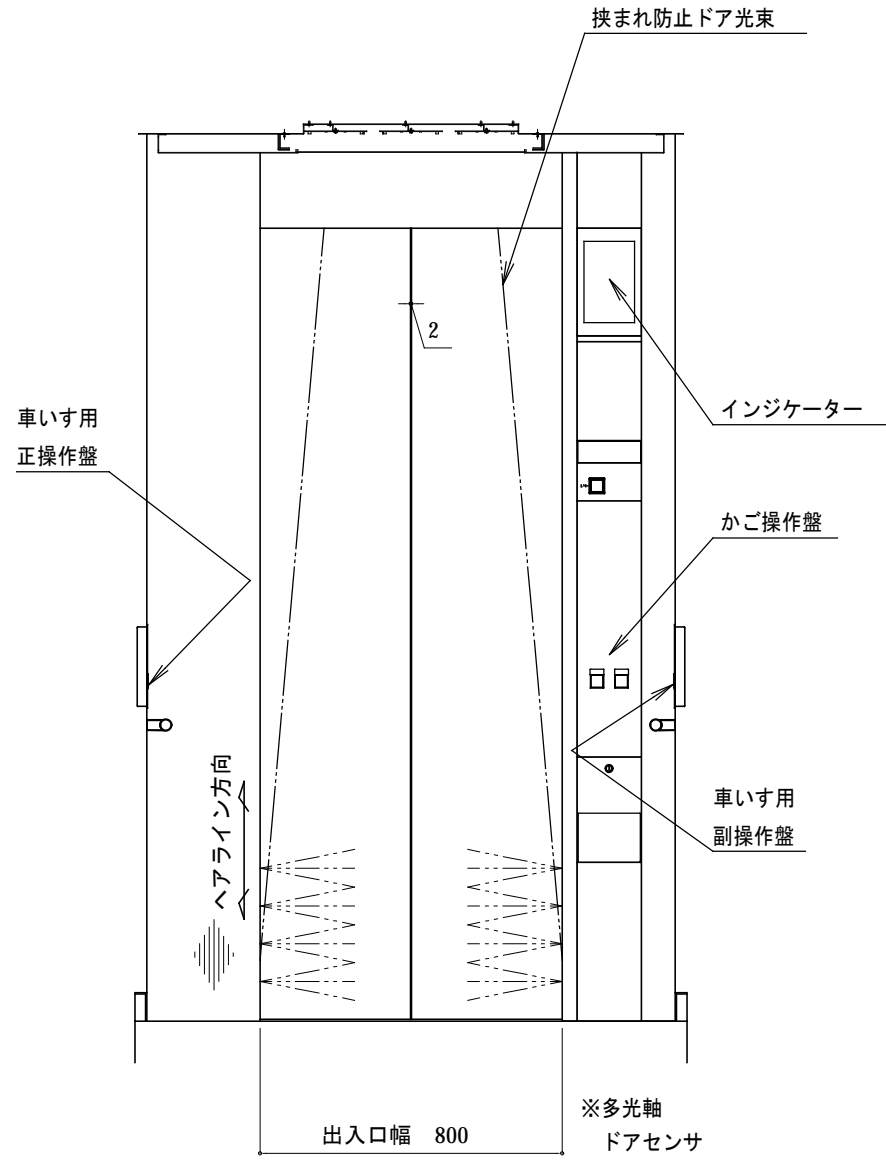 挟まれ防止ドア光束
2
車いす用
正操作盤
インジケーター
かご操作盤
ヘアライン方向
車いす用
副操作盤
出入口幅 800
※多光軸
ドアセンサ